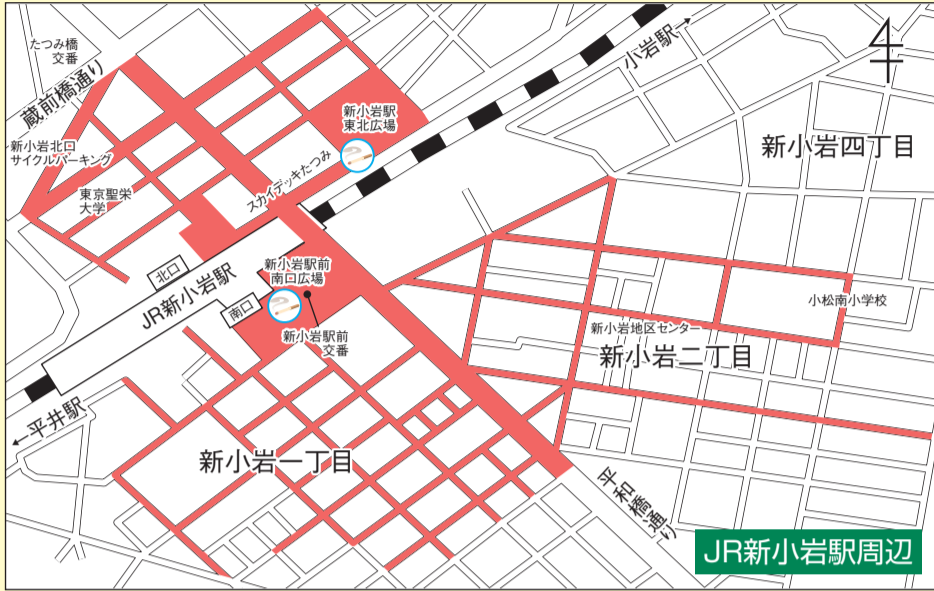 たつみ橋
交番
蔵前橋通り
小岩駅→
新小岩駅
東北広場
新小岩北口
サイクルパーキング
新小岩四丁目
スカイデッキたつみ
東京聖栄
大学
北口
新小岩駅前
南口広場
JR新小岩駅
南口
小松南小学校
新小岩地区センター
新小岩駅前
交番
新小岩二丁目
←平井駅
新小岩一丁目
平和橋通り
JR新小岩駅周辺